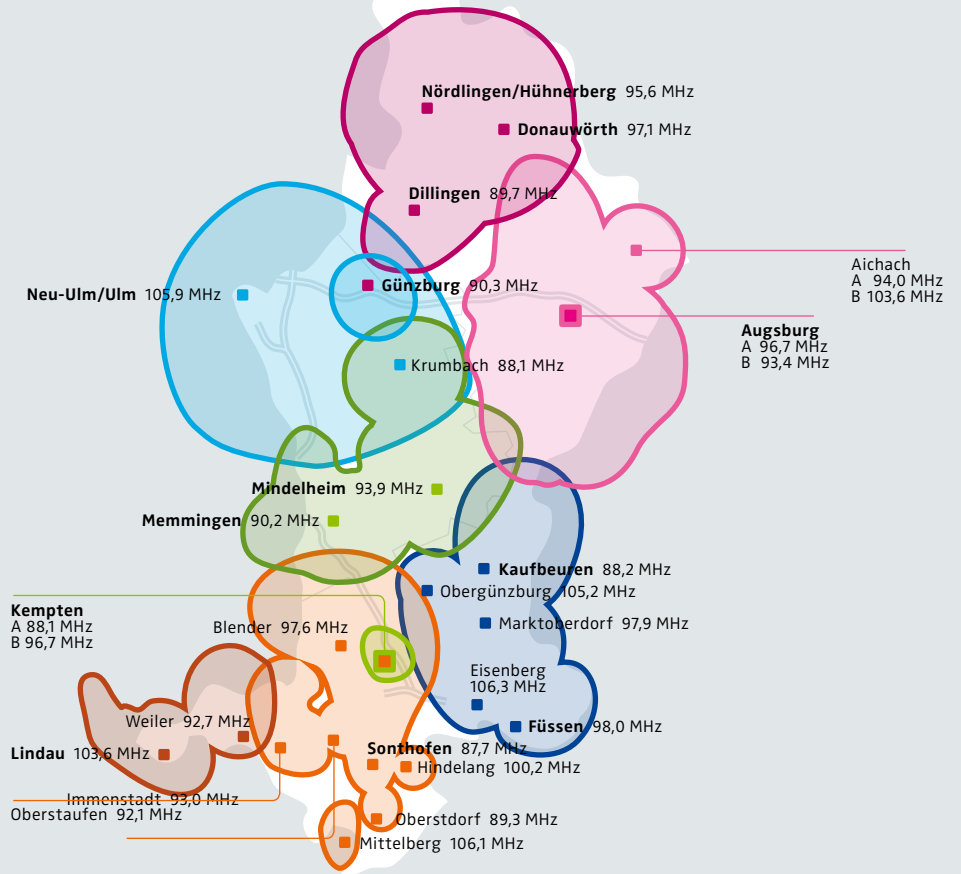 Nördlingen/Hühnerberg 95,6 MHz
Donauwörth 97,1 MHz
Dillingen 89,7 MHz
Aichach
A 94,0 MHz
B 103,6 MHz
Neu-Ulm/Ulm 105,9 MHz
Günzburg 90,3 MHz
Augsburg
A 96,7 MHz
B 93,4 MHz
Krumbach 88,1 MHz
Mindelheim 93,9 MHz
Memmingen 90,2 MHz
Kaufbeuren 88,2 MHz
Obergünzburg 105,2 MHz
Kempten
A 88,1 MHz
B 96,7 MHz
Marktoberdorf 97,9 MHz
Blender 97,6 MHz
Eisenberg
106,3 MHz
Weiler 92,7 MHz
Füssen 98,0 MHz
Lindau 103,6 MHz
Sonthofen 87,7 MHz
Hindelang 100,2 MHz
Immenstadt 93,0 MHz
Oberstaufen 92,1 MHz
Oberstdorf 89,3 MHz
Mittelberg 106,1 MHz